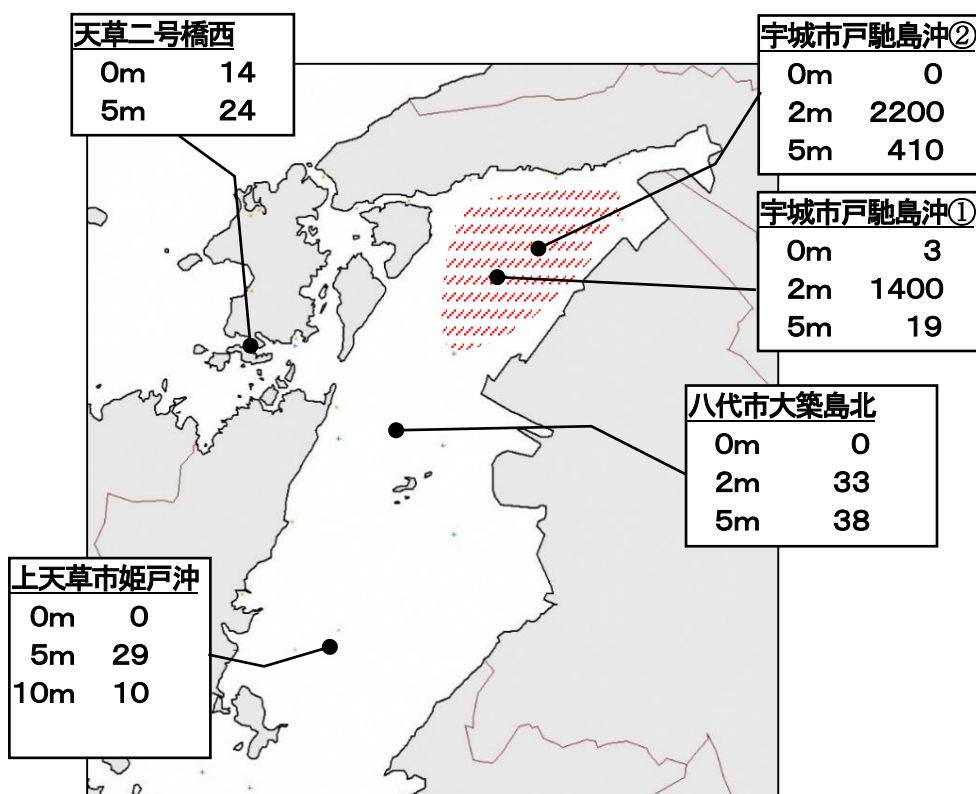 天草二号橋西
0m 14
5m 24
宇城市戸馳島沖②
0m 0
2m 2200
5m 410
宇城市戸馳島沖①
0m 3
2m 1400
5m 19
八代市大築島北
0m 0
2m 33
5m 38
上天草市姫戸沖
0m 0
5m 29
10m 10